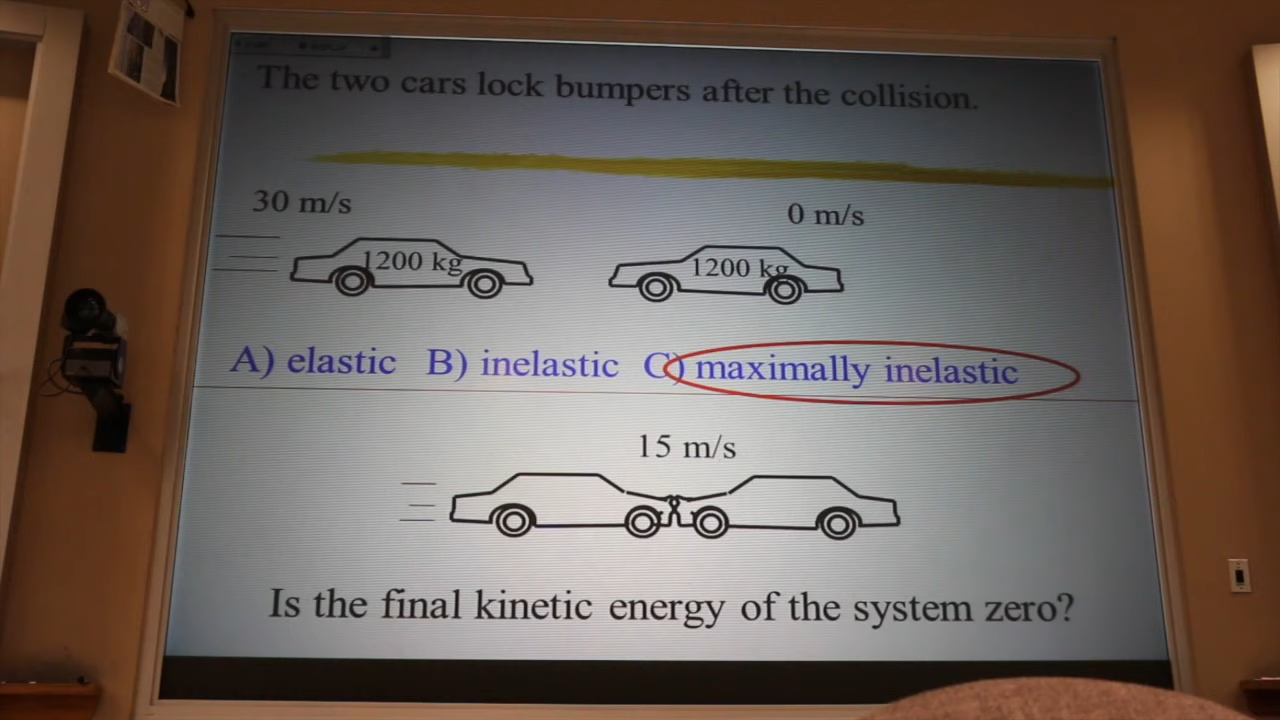 The two cars lock bumpers after the collision.
30 m/s
0 m/s
1200 kg
1200 kg
A) elastic B) inelastic C) maximally inelastic
15 m/s
Is the final kinetic energy of the system zero?